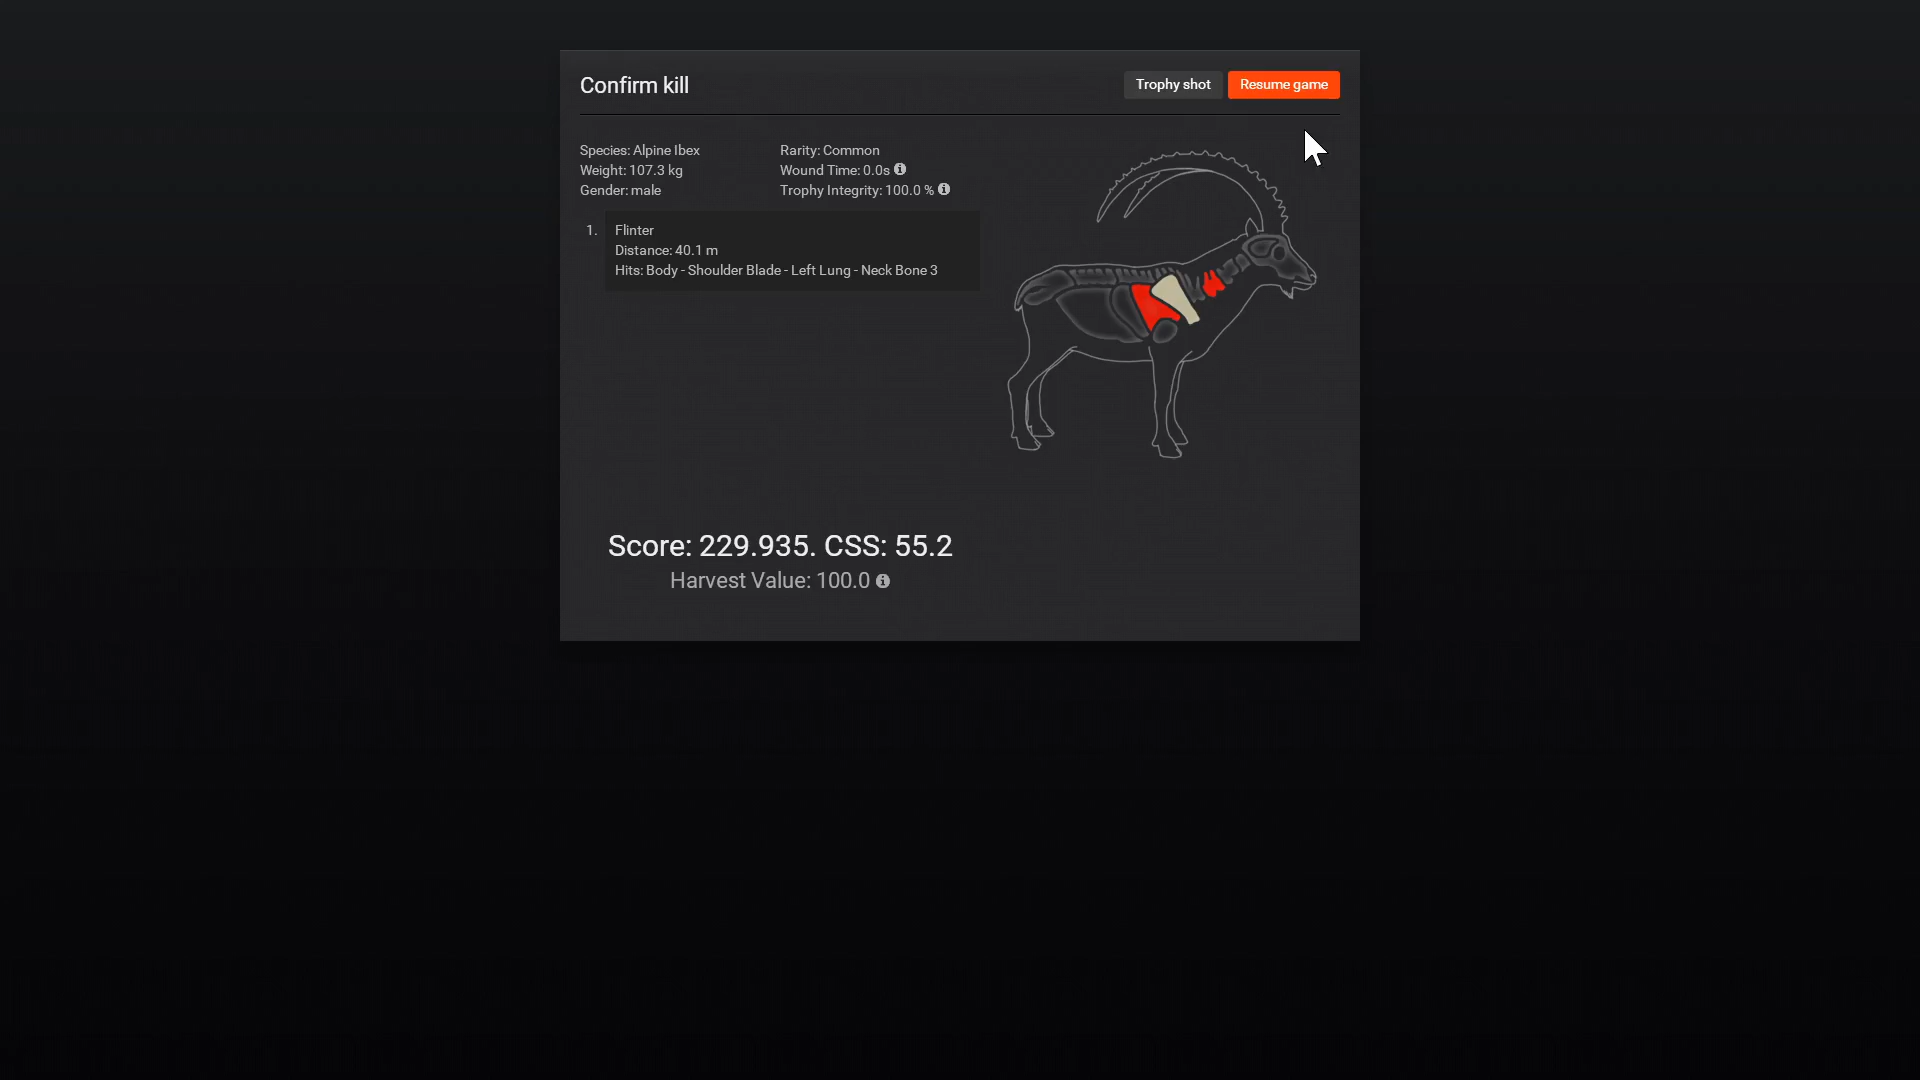 Confirm kill
Trophy shot
Resume game
Species: Alpine Ibex
Weight: 107.3 kg
Gender: male
Rarity: Common
Wound Time: 0.0s
Trophy Integrity: 100.0 %
1.
Flinter
Distance: 40.1 m
Hits: Body - Shoulder Blade - Left Lung - Neck Bone 3
Score: 229.935. CSS: 55.2
Harvest Value: 100.0